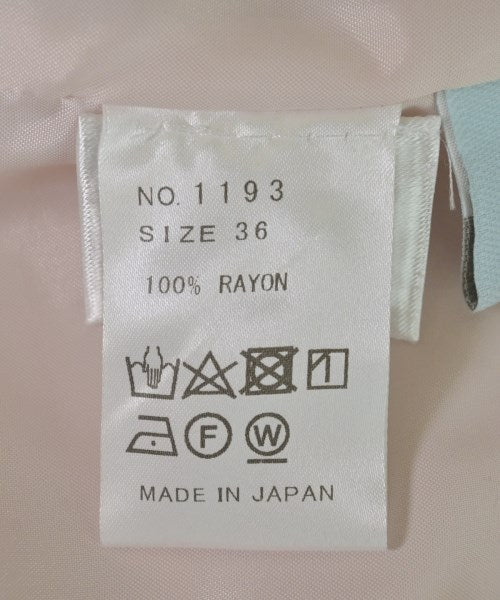 NO. 1193
SIZE 36
100% RAYON
F W
MADE IN JAPAN